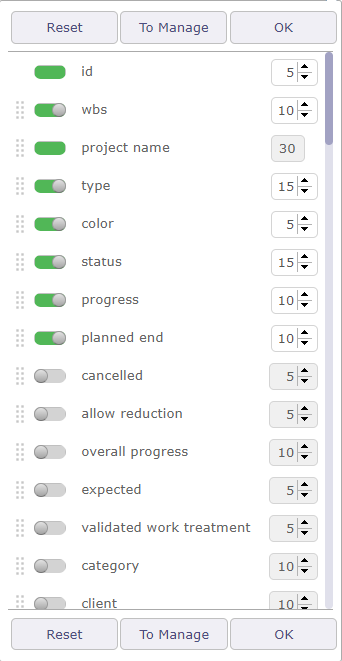 Reset To Manage OK
id 5
wbs 10
project name 30
type 15
color 5
status 15
progress 10
planned end 10
cancelled 5
allow reduction 5
overall progress 10
expected 5
validated work treatment 5
category 10
client 10
Reset To Manage OK